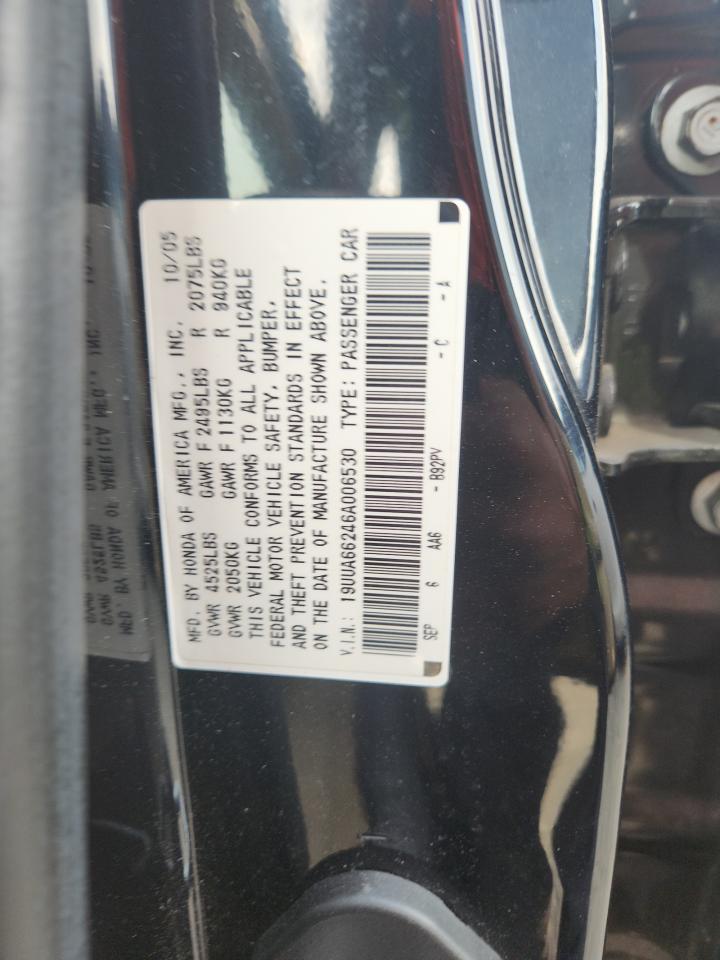 MFD. BY HONDA OF AMERICA MFG., INC. 10/05
GVWR 4525LBS GAWR F 2495LBS R 2075LBS
GVWR 2050KG GAWR F 1130KG R 940KG
THIS VEHICLE CONFORMS TO ALL APPLICABLE
FEDERAL MOTOR VEHICLE SAFETY, BUMPER,
AND THEFT PREVENTION STANDARDS IN EFFECT
ON THE DATE OF MANUFACTURE SHOWN ABOVE.
V.I.N.: 19UUA66246A006530 TYPE: PASSENGER CAR
SEP 6 AA6 - B92PV - C - A